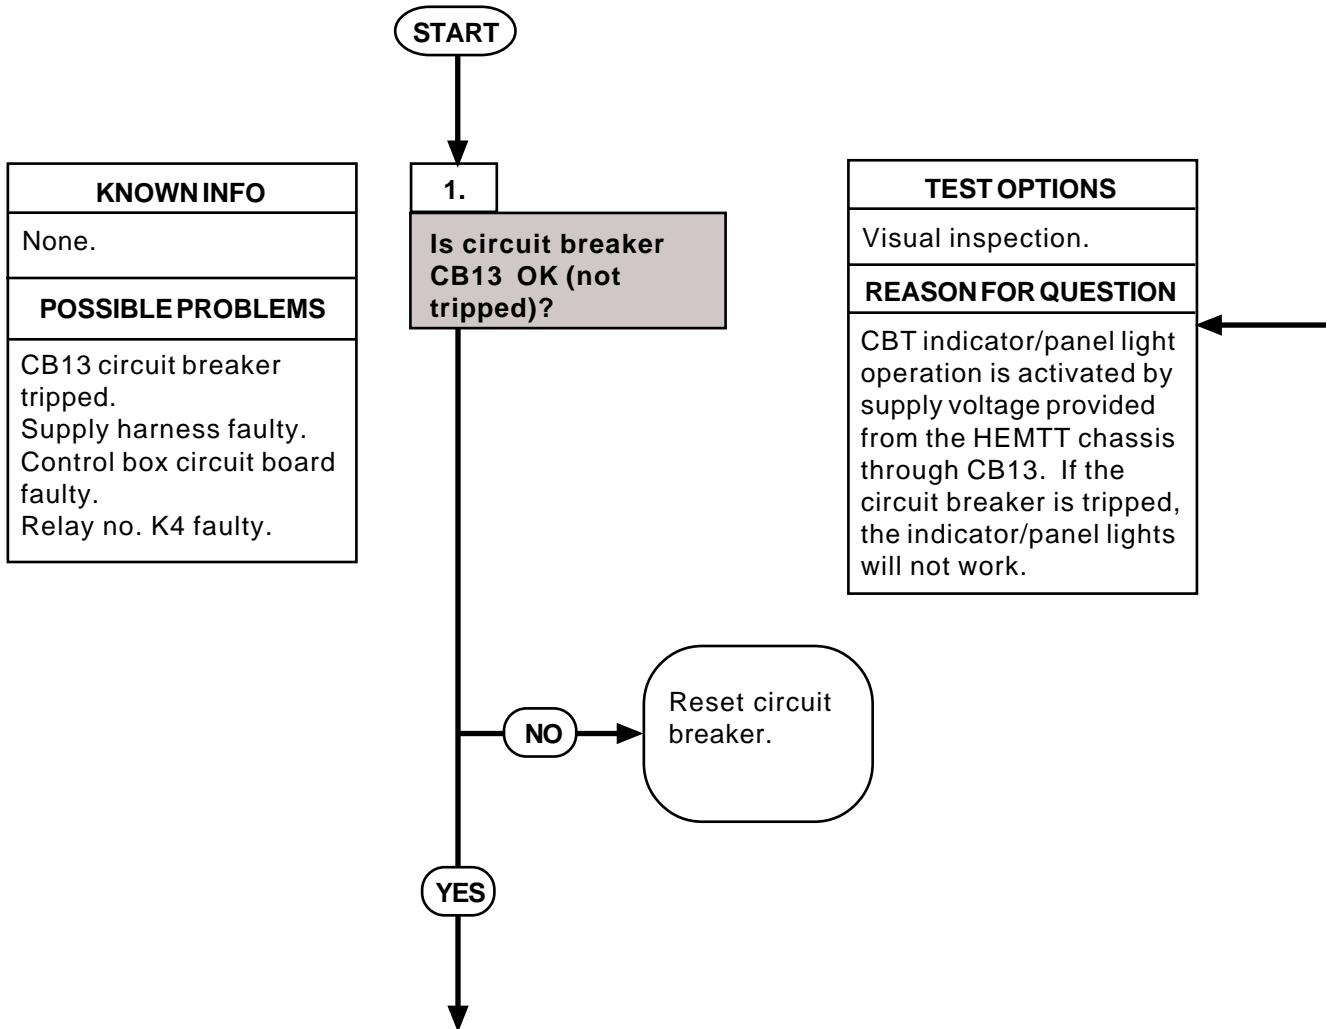 START
KNOWN INFO
None.
POSSIBLE PROBLEMS
CB13 circuit breaker
tripped.
Supply harness faulty.
Control box circuit board
faulty.
Relay no. K4 faulty.
1.
Is circuit breaker
CB13 OK (not
tripped)?
TEST OPTIONS
Visual inspection.
REASON FOR QUESTION
CBT indicator/panel light
operation is activated by
supply voltage provided
from the HEMTT chassis
through CB13. If the
circuit breaker is tripped,
the indicator/panel lights
will not work.
NO
Reset circuit
breaker.
YES